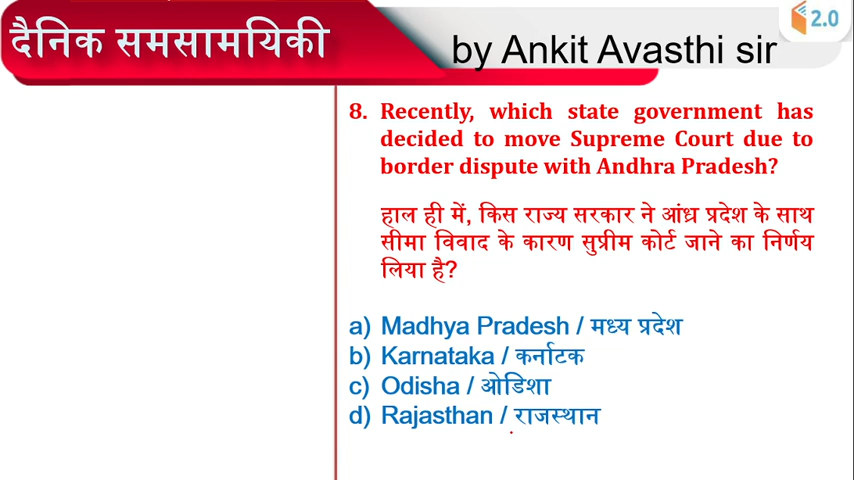 दैनिक समसामयिकी
by Ankit Avasthi sir
2.0
8. Recently, which state government has
decided to move Supreme Court due to
border dispute with Andhra Pradesh?
हाल ही में, किस राज्य सरकार ने आंध्र प्रदेश के साथ
सीमा विवाद के कारण सुप्रीम कोर्ट जाने का निर्णय
लिया है?
a) Madhya Pradesh / मध्य प्रदेश
b) Karnataka / कर्नाटक
c) Odisha / ओडिशा
d) Rajasthan / राजस्थान